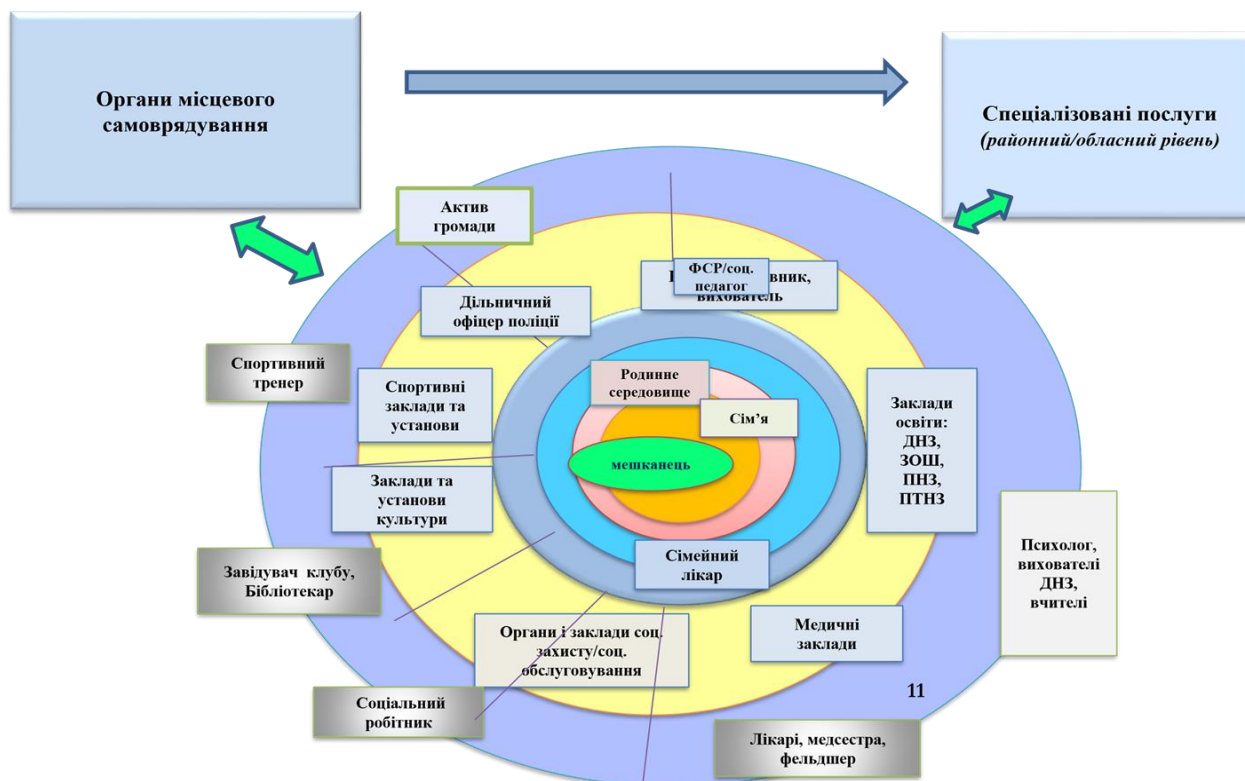 Органи місцевого
самоврядування
Спеціалізовані послуги
(районний/обласний рівень)
Актив
громади
ФСР/соц.
педагог
вник,
вихователь
Дільничний
офіцер поліції
Спортивний
тренер
Спортивні
заклади та
установи
Родинне
середовище
Сім’я
мешканець
Заклади
освіти:
ДНЗ,
ЗОШ,
ПНЗ,
ПТНЗ
Заклади та
установи
культури
Завідувач клубу,
Бібліотекар
Сімейний
лікар
Психолог,
вихователі
ДНЗ,
вчителі
Органи і заклади соц.
захисту/соц.
обслуговування
Медичні
заклади
Соціальний
робітник
11
Лікарі, медсестра,
фельдшер